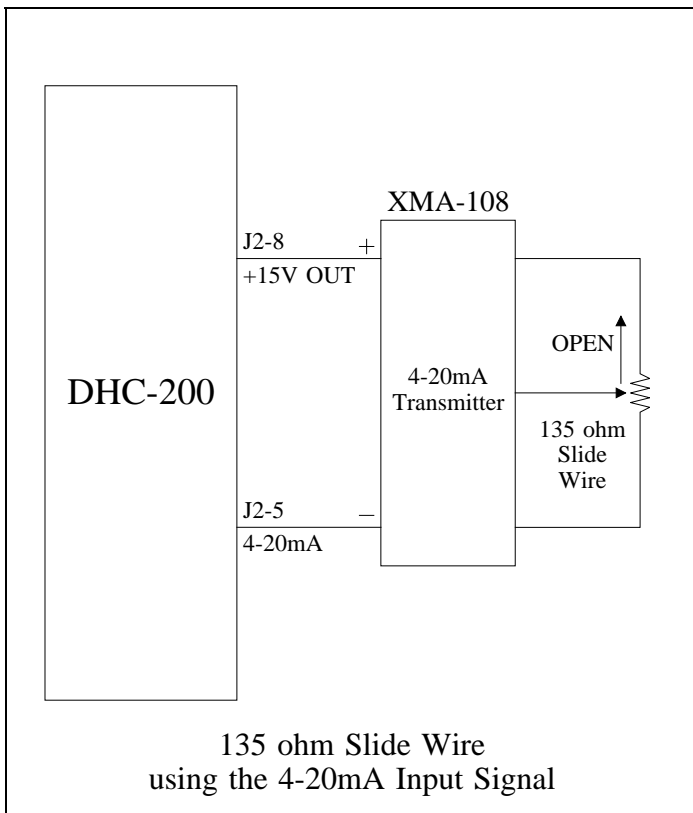 XMA-108
J2-8
+
+15V OUT
OPEN
DHC-200
4-20mA
Transmitter
135 ohm
Slide
Wire
J2-5
−
4-20mA
135 ohm Slide Wire
using the 4-20mA Input Signal